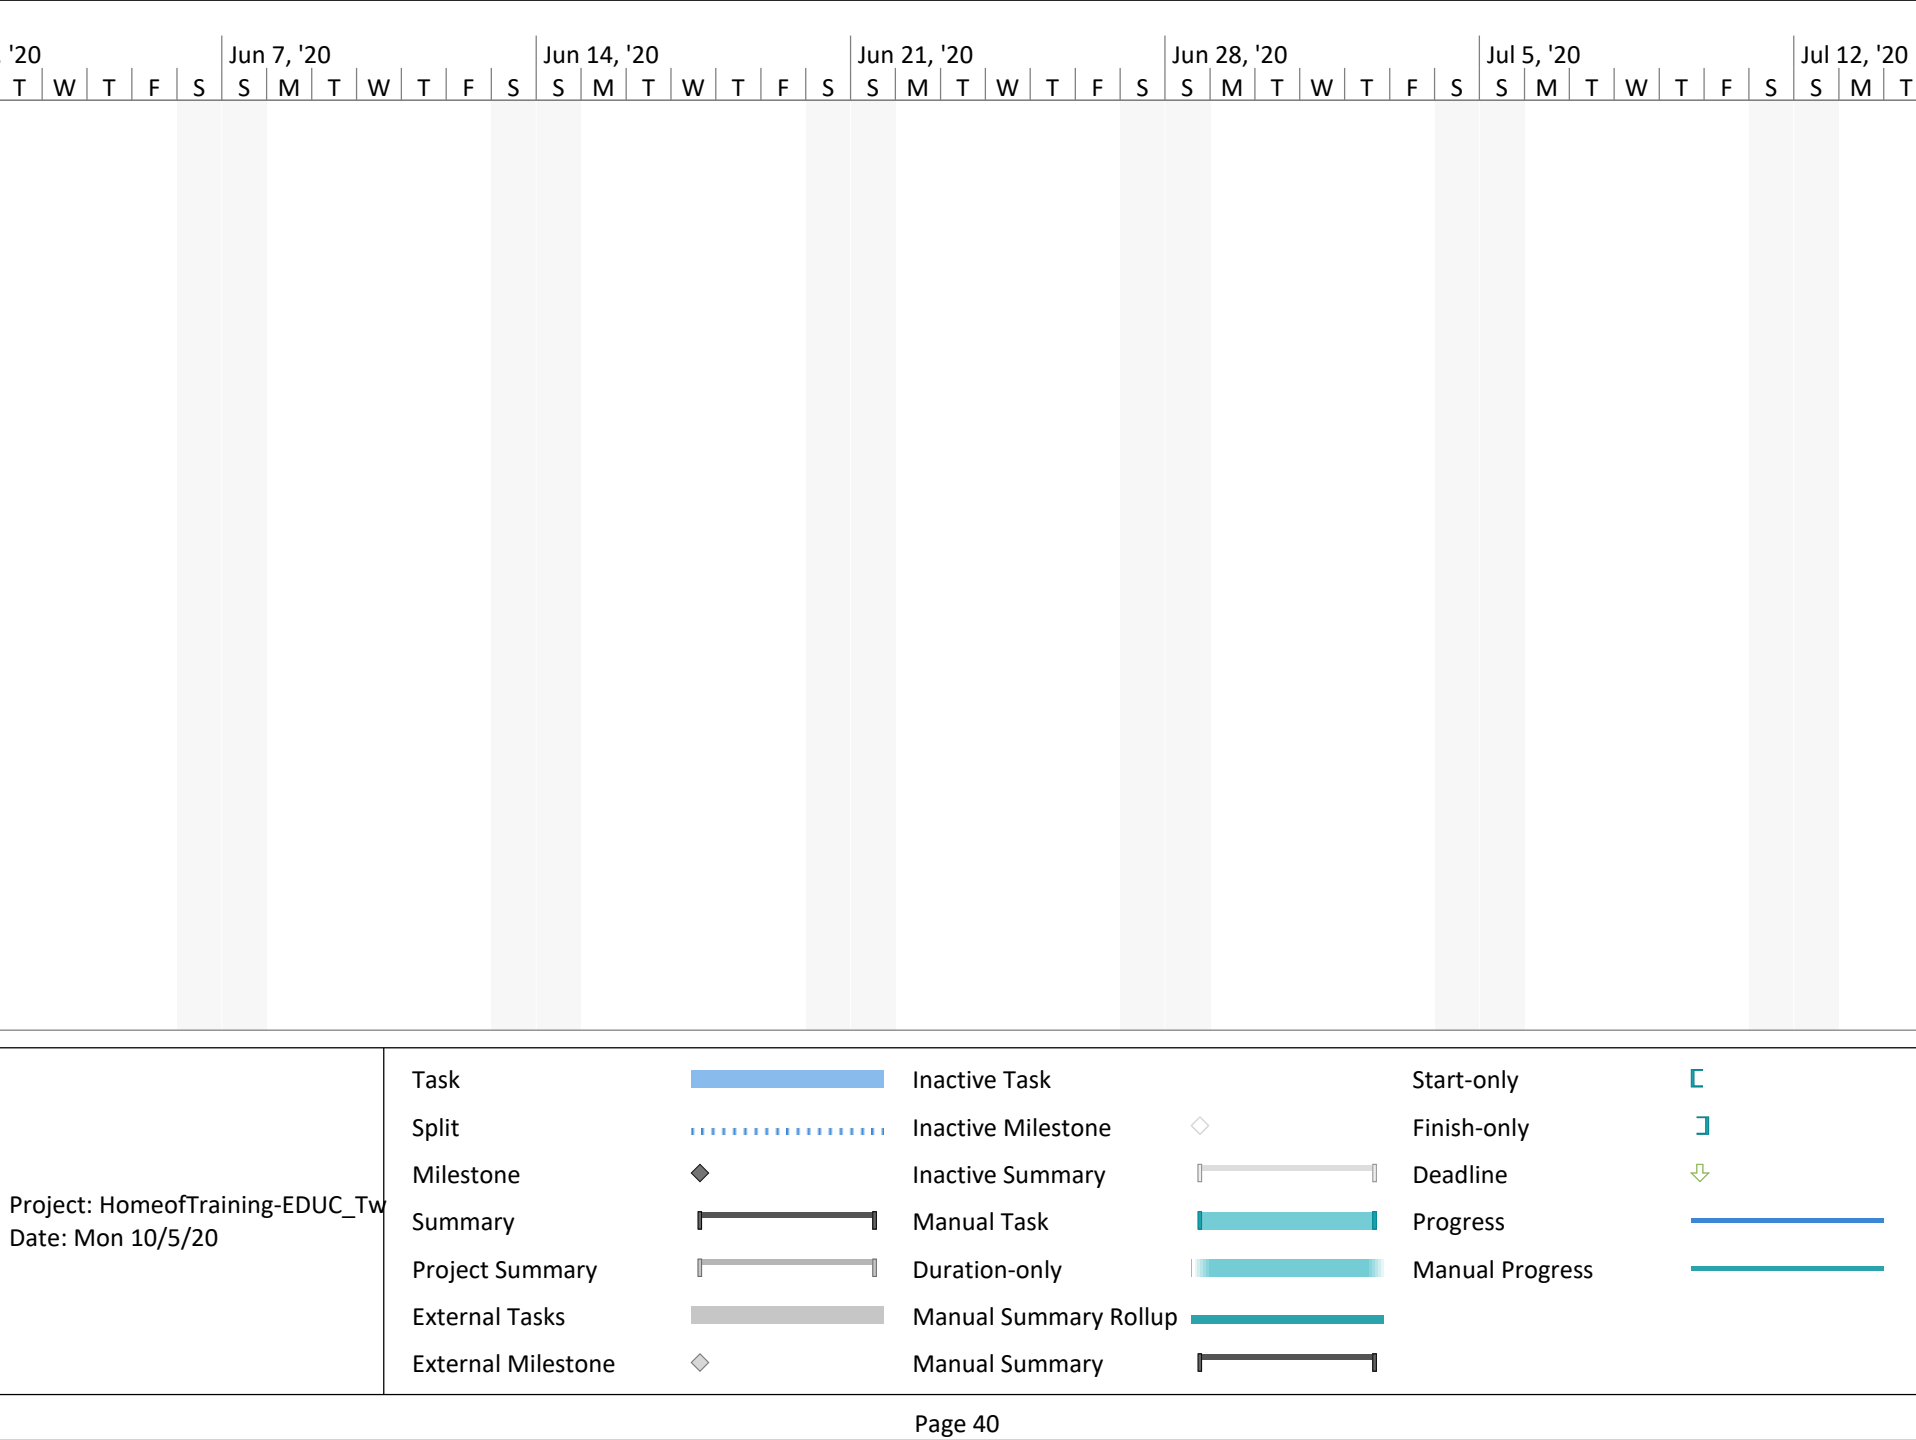 '20 Jun 7, '20 Jun 14, '20 Jun 21, '20 Jun 28, '20 Jul 5, '20 Jul 12, '20
T W T F S S M T W T F S S M T W T F S S M T W T F S S M T W T F S S M T W T F S S M T
Task Inactive Task Start-only
Split Inactive Milestone Finish-only
Milestone Inactive Summary Deadline
Project: HomeofTraining-EDUC_Tw
Summary Manual Task Progress
Date: Mon 10/5/20
Project Summary Duration-only Manual Progress
External Tasks Manual Summary Rollup
External Milestone Manual Summary
Page 40